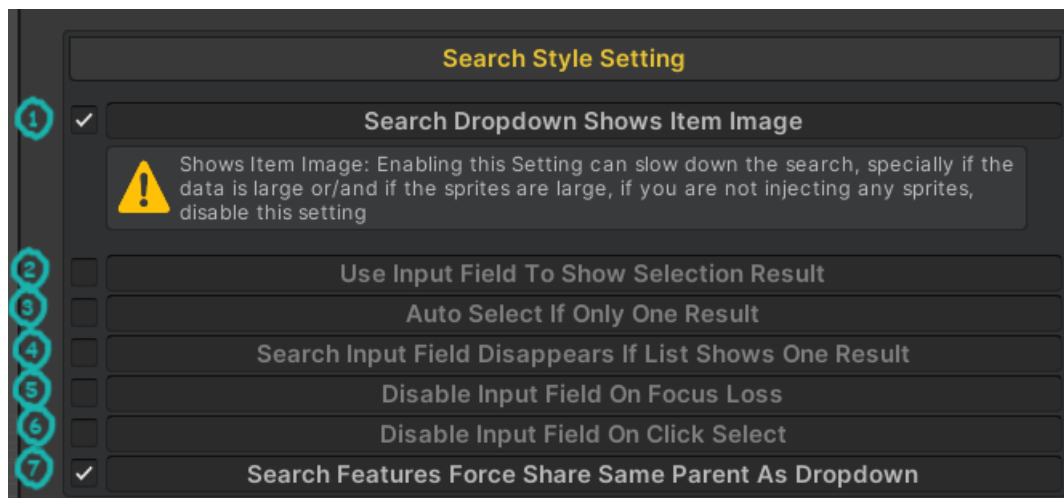 Search Style Setting
1 Search Dropdown Shows Item Image
Shows Item Image: Enabling this Setting can slow down the search, specially if the
data is large or/and if the sprites are large, if you are not injecting any sprites,
disable this setting
2 Use Input Field To Show Selection Result
3 Auto Select If Only One Result
4 Search Input Field Disappears If List Shows One Result
5 Disable Input Field On Focus Loss
6 Disable Input Field On Click Select
7 Search Features Force Share Same Parent As Dropdown